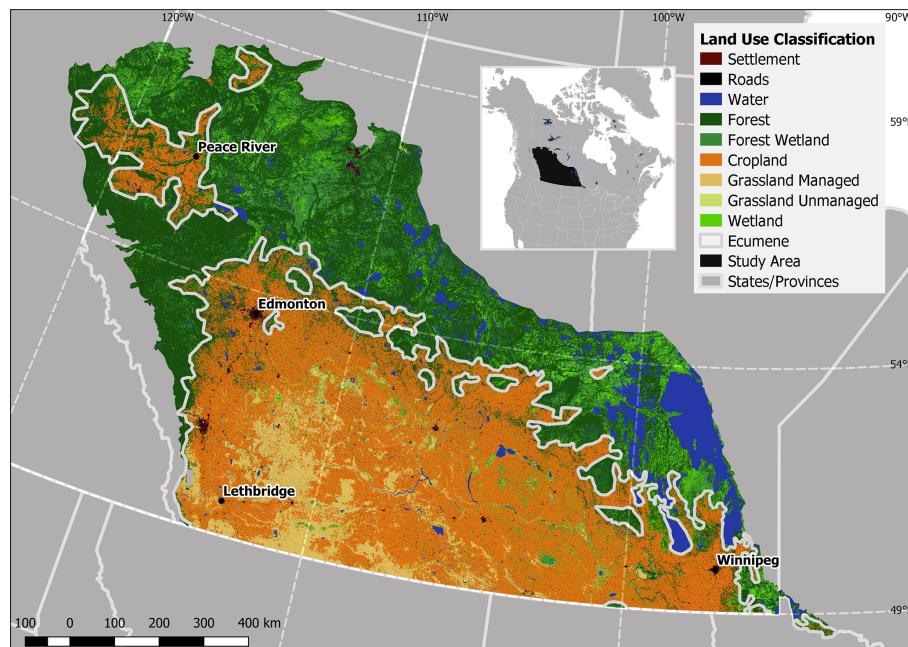 120°W
110°W
100°W
90°W
Land Use Classification
Settlement
Roads
Water
Forest
Forest Wetland
Cropland
Grassland Managed
Grassland Unmanaged
Wetland
Ecumene
Study Area
States/Provinces
59°N
Peace River
Edmonton
54°N
Lethbridge
Winnipeg
49°N
100 0 100 200 300 400 km